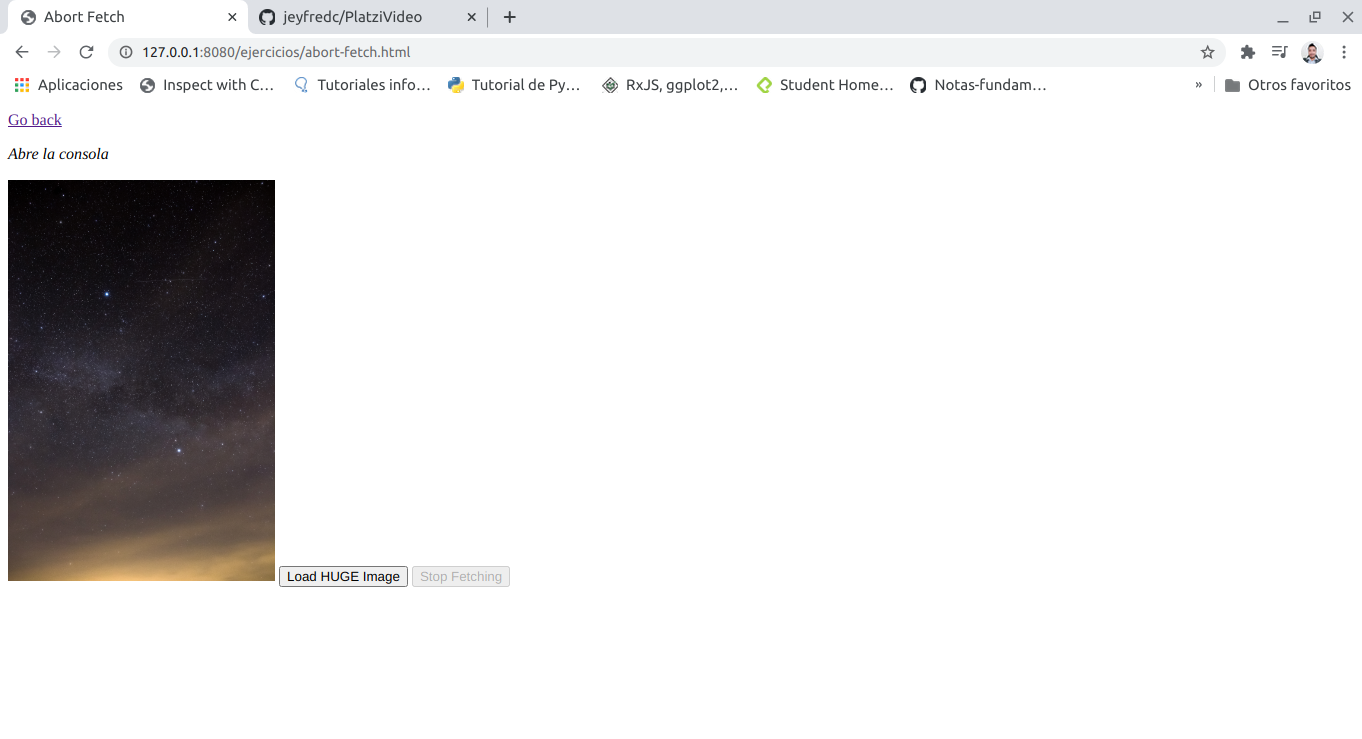 Abort Fetch
jeyfredc/PlatziVideo
127.0.0.1:8080/ejercicios/abort-fetch.html
Aplicaciones Inspect with C… Tutoriales info… Tutorial de Py… RxJS, ggplot2,… Student Home… Notas-fundam… » Otros favoritos
Go back
Abre la consola
Load HUGE Image Stop Fetching